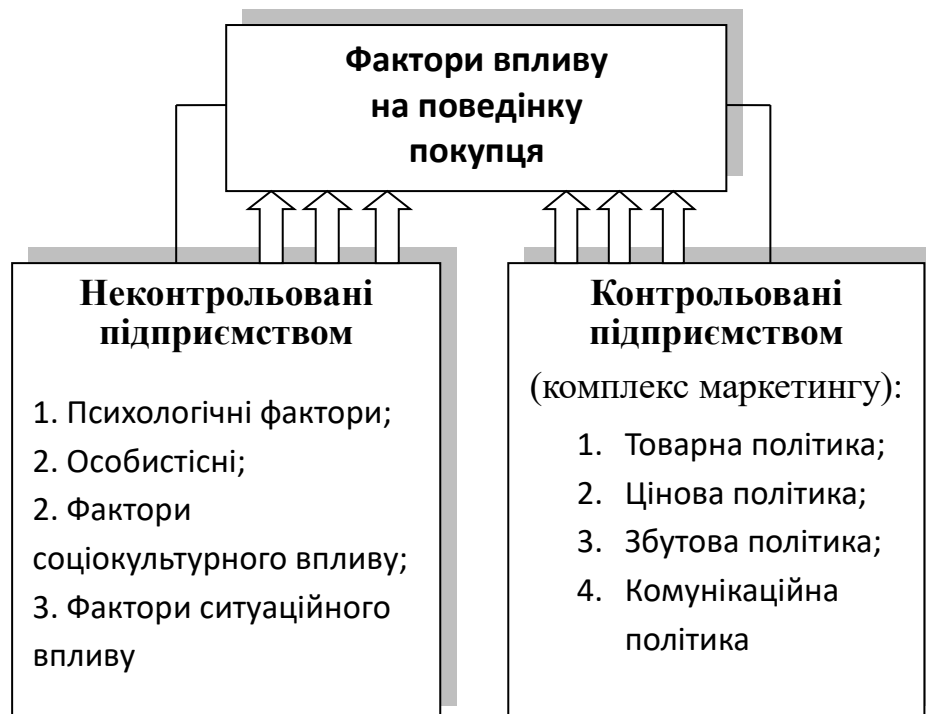 Фактори впливу
на поведінку
покупця
Неконтрольовані
підприємством
1. Психологічні фактори;
2. Особистісні;
2. Фактори
соціокультурного впливу;
3. Фактори ситуаційного
впливу
Контрольовані
підприємством
(комплекс маркетингу):
1. Товарна політика;
2. Цінова політика;
3. Збутова політика;
4. Комунікаційна
політика